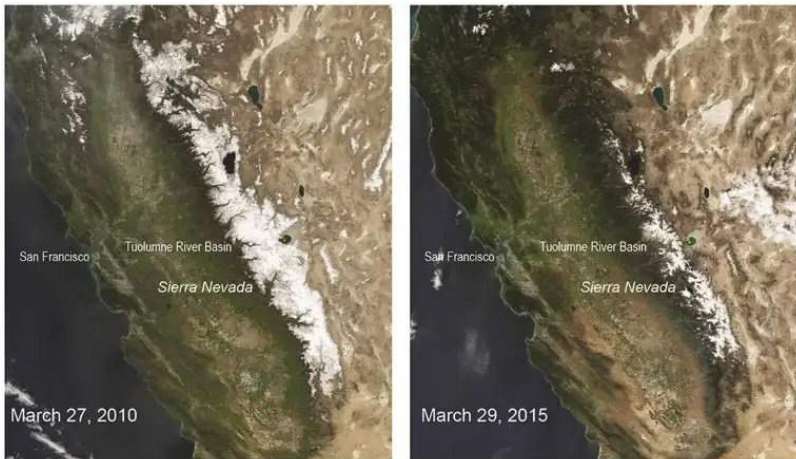 San Francisco
Tuolumne River Basin
Sierra Nevada
March 27, 2010
San Francisco
Tuolumne River Basin
Sierra Nevada
March 29, 2015